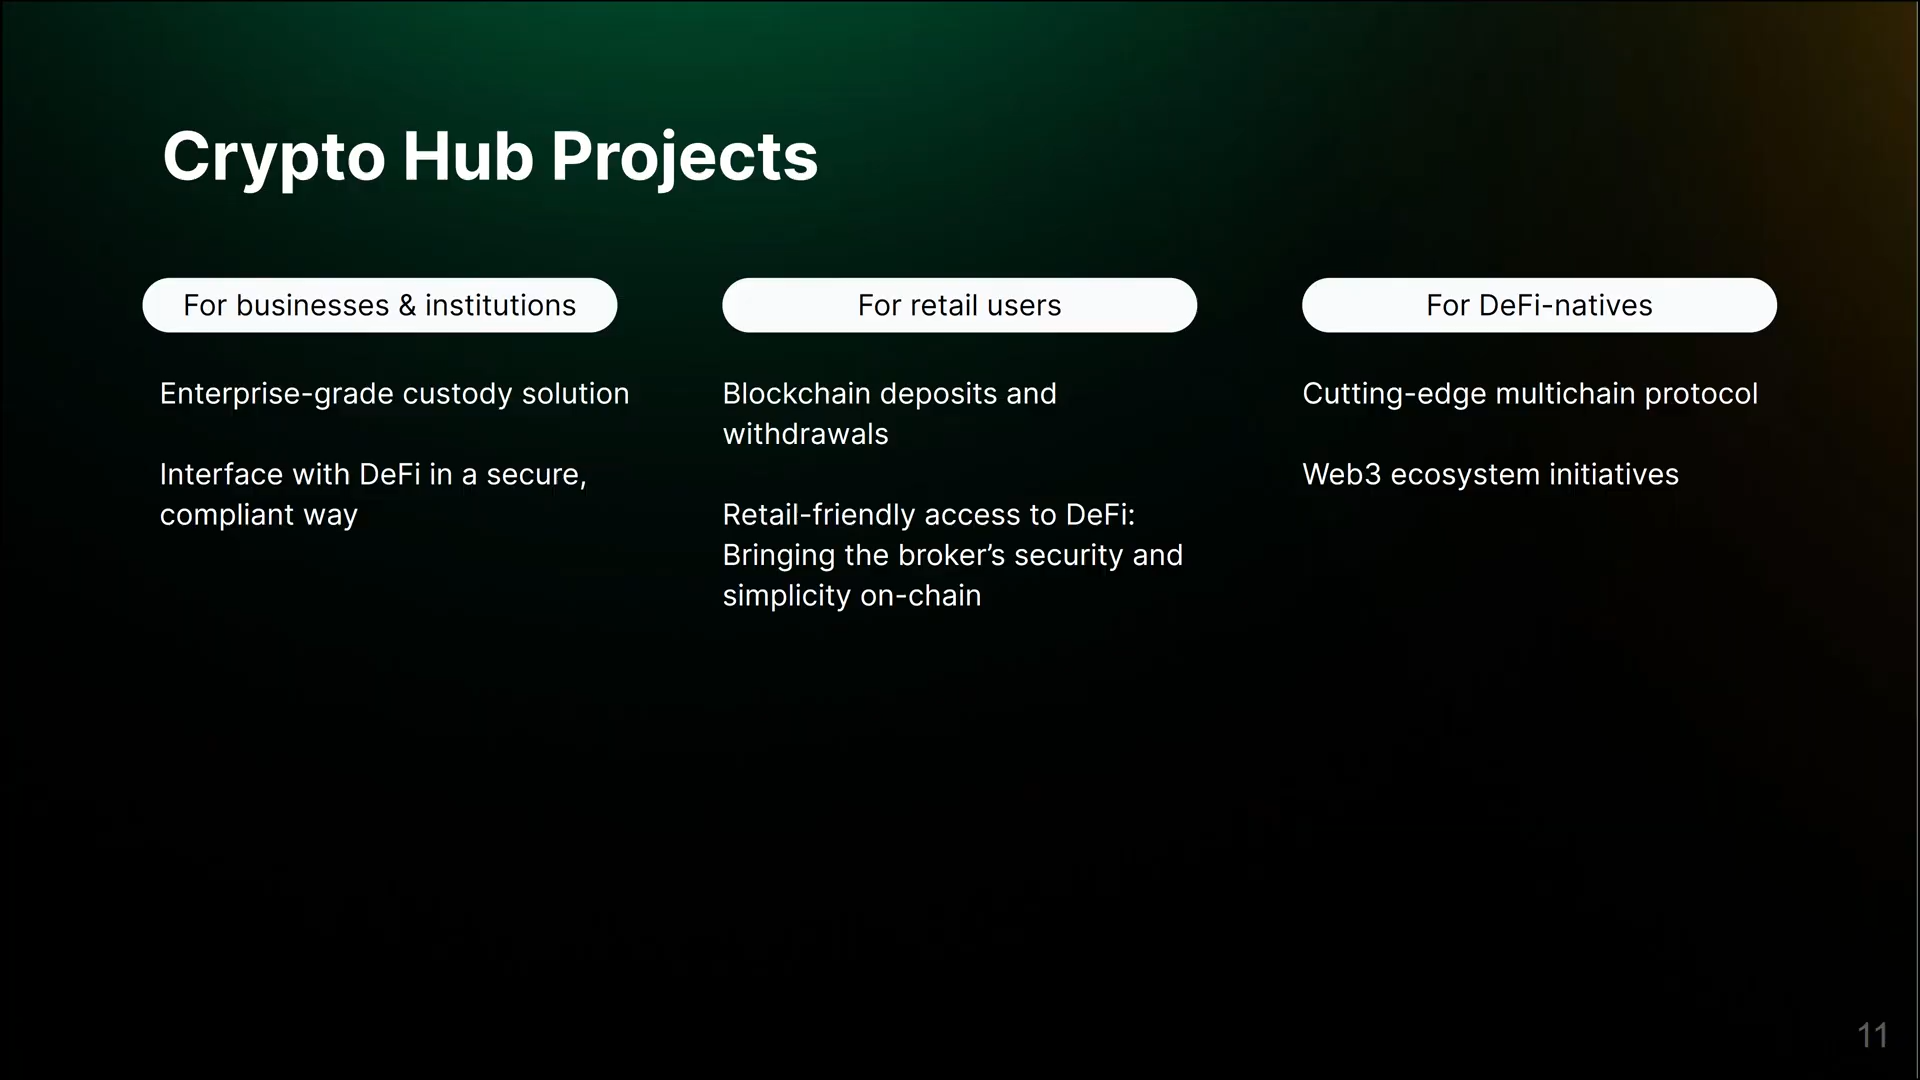 Crypto Hub Projects
For businesses & institutions
Enterprise-grade custody solution
Interface with DeFi in a secure,
compliant way
For retail users
Blockchain deposits and
withdrawals
Retail-friendly access to DeFi:
Bringing the broker’s security and
simplicity on-chain
For DeFi-natives
Cutting-edge multichain protocol
Web3 ecosystem initiatives
11